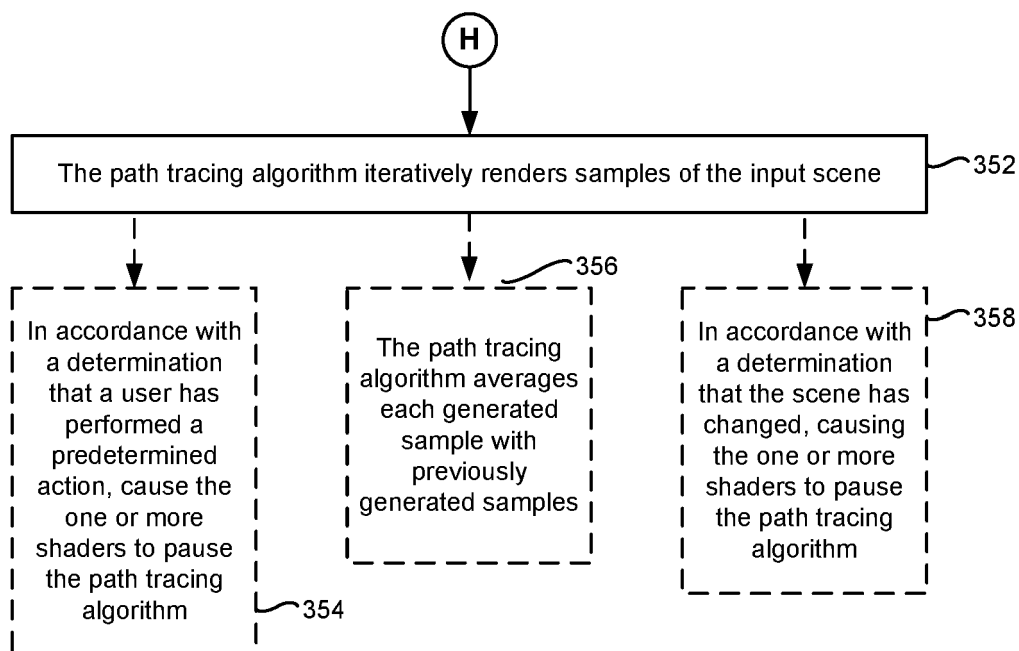 H
The path tracing algorithm iteratively renders samples of the input scene
352
In accordance with
a determination
that a user has
performed a
predetermined
action, cause the
one or more
shaders to pause
the path tracing
algorithm
354
356
The path tracing
algorithm averages
each generated
sample with
previously
generated samples
358
In accordance with
a determination
that the scene has
changed, causing
the one or more
shaders to pause
the path tracing
algorithm